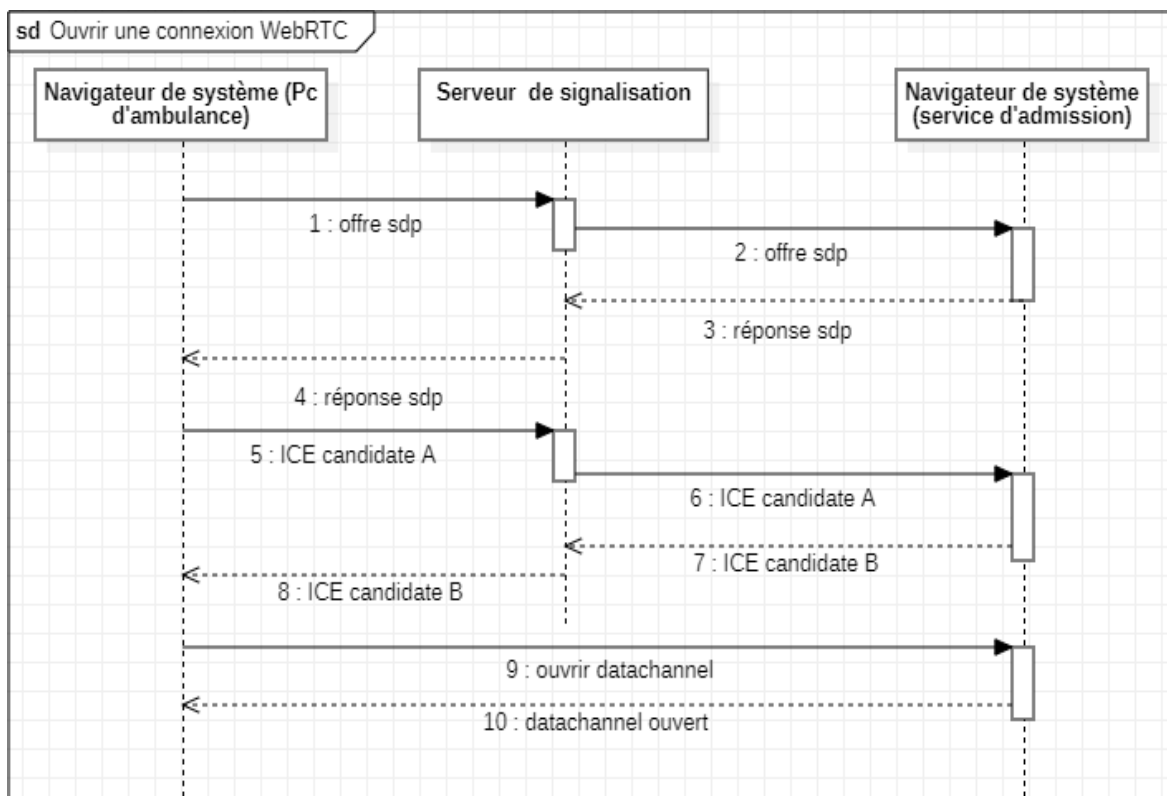 sd Ouvrir une connexion WebRTC
Navigateur de système (Pc
d'ambulance)
Serveur de signalisation
Navigateur de système
(service d'admission)
1 : offre sdp
2 : offre sdp
3 : réponse sdp
4 : réponse sdp
5 : ICE candidate A
6 : ICE candidate A
7 : ICE candidate B
8 : ICE candidate B
9 : ouvrir datachannel
10 : datachannel ouvert